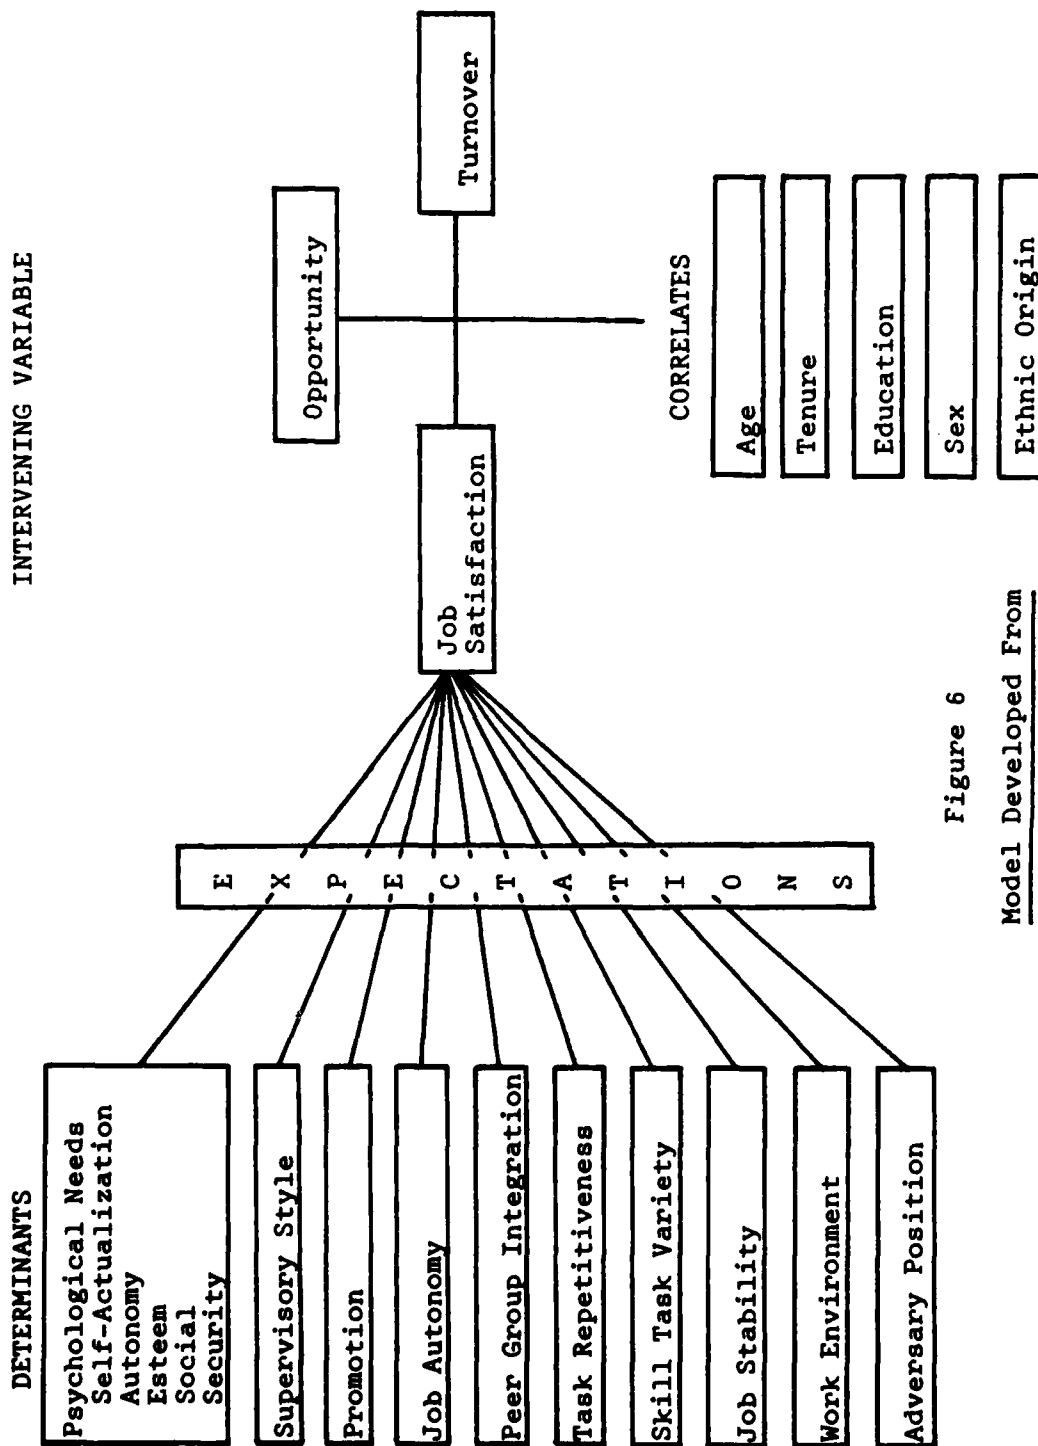 DETERMINANTS
Psychological Needs
Self-Actualization
Autonomy
Esteem
Social
Security
Supervisory Style
Promotion
Job Autonomy
Peer Group Integration
Task Repetitiveness
Skill Task Variety
Job Stability
Work Environment
Adversary Position
E
X
P
E
C
T
A
T
I
O
N
S
INTERVENING VARIABLE
Job
Satisfaction
Opportunity
Turnover
CORRELATES
Age
Tenure
Education
Sex
Ethnic Origin
Figure 6
Model Developed From